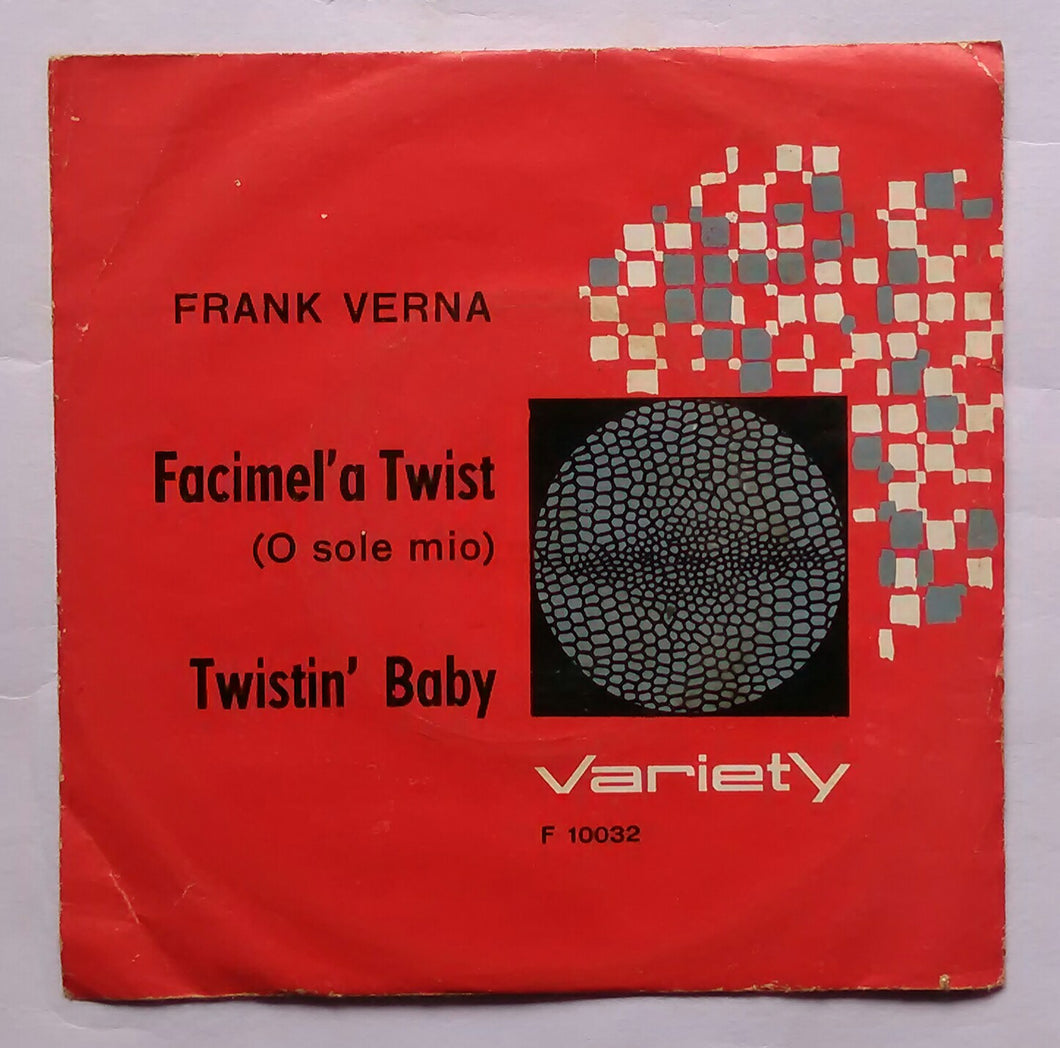 FRANK VERNA
Facimel'a Twist
(O sole mio)
Twistin' Baby
Variety
F 10032